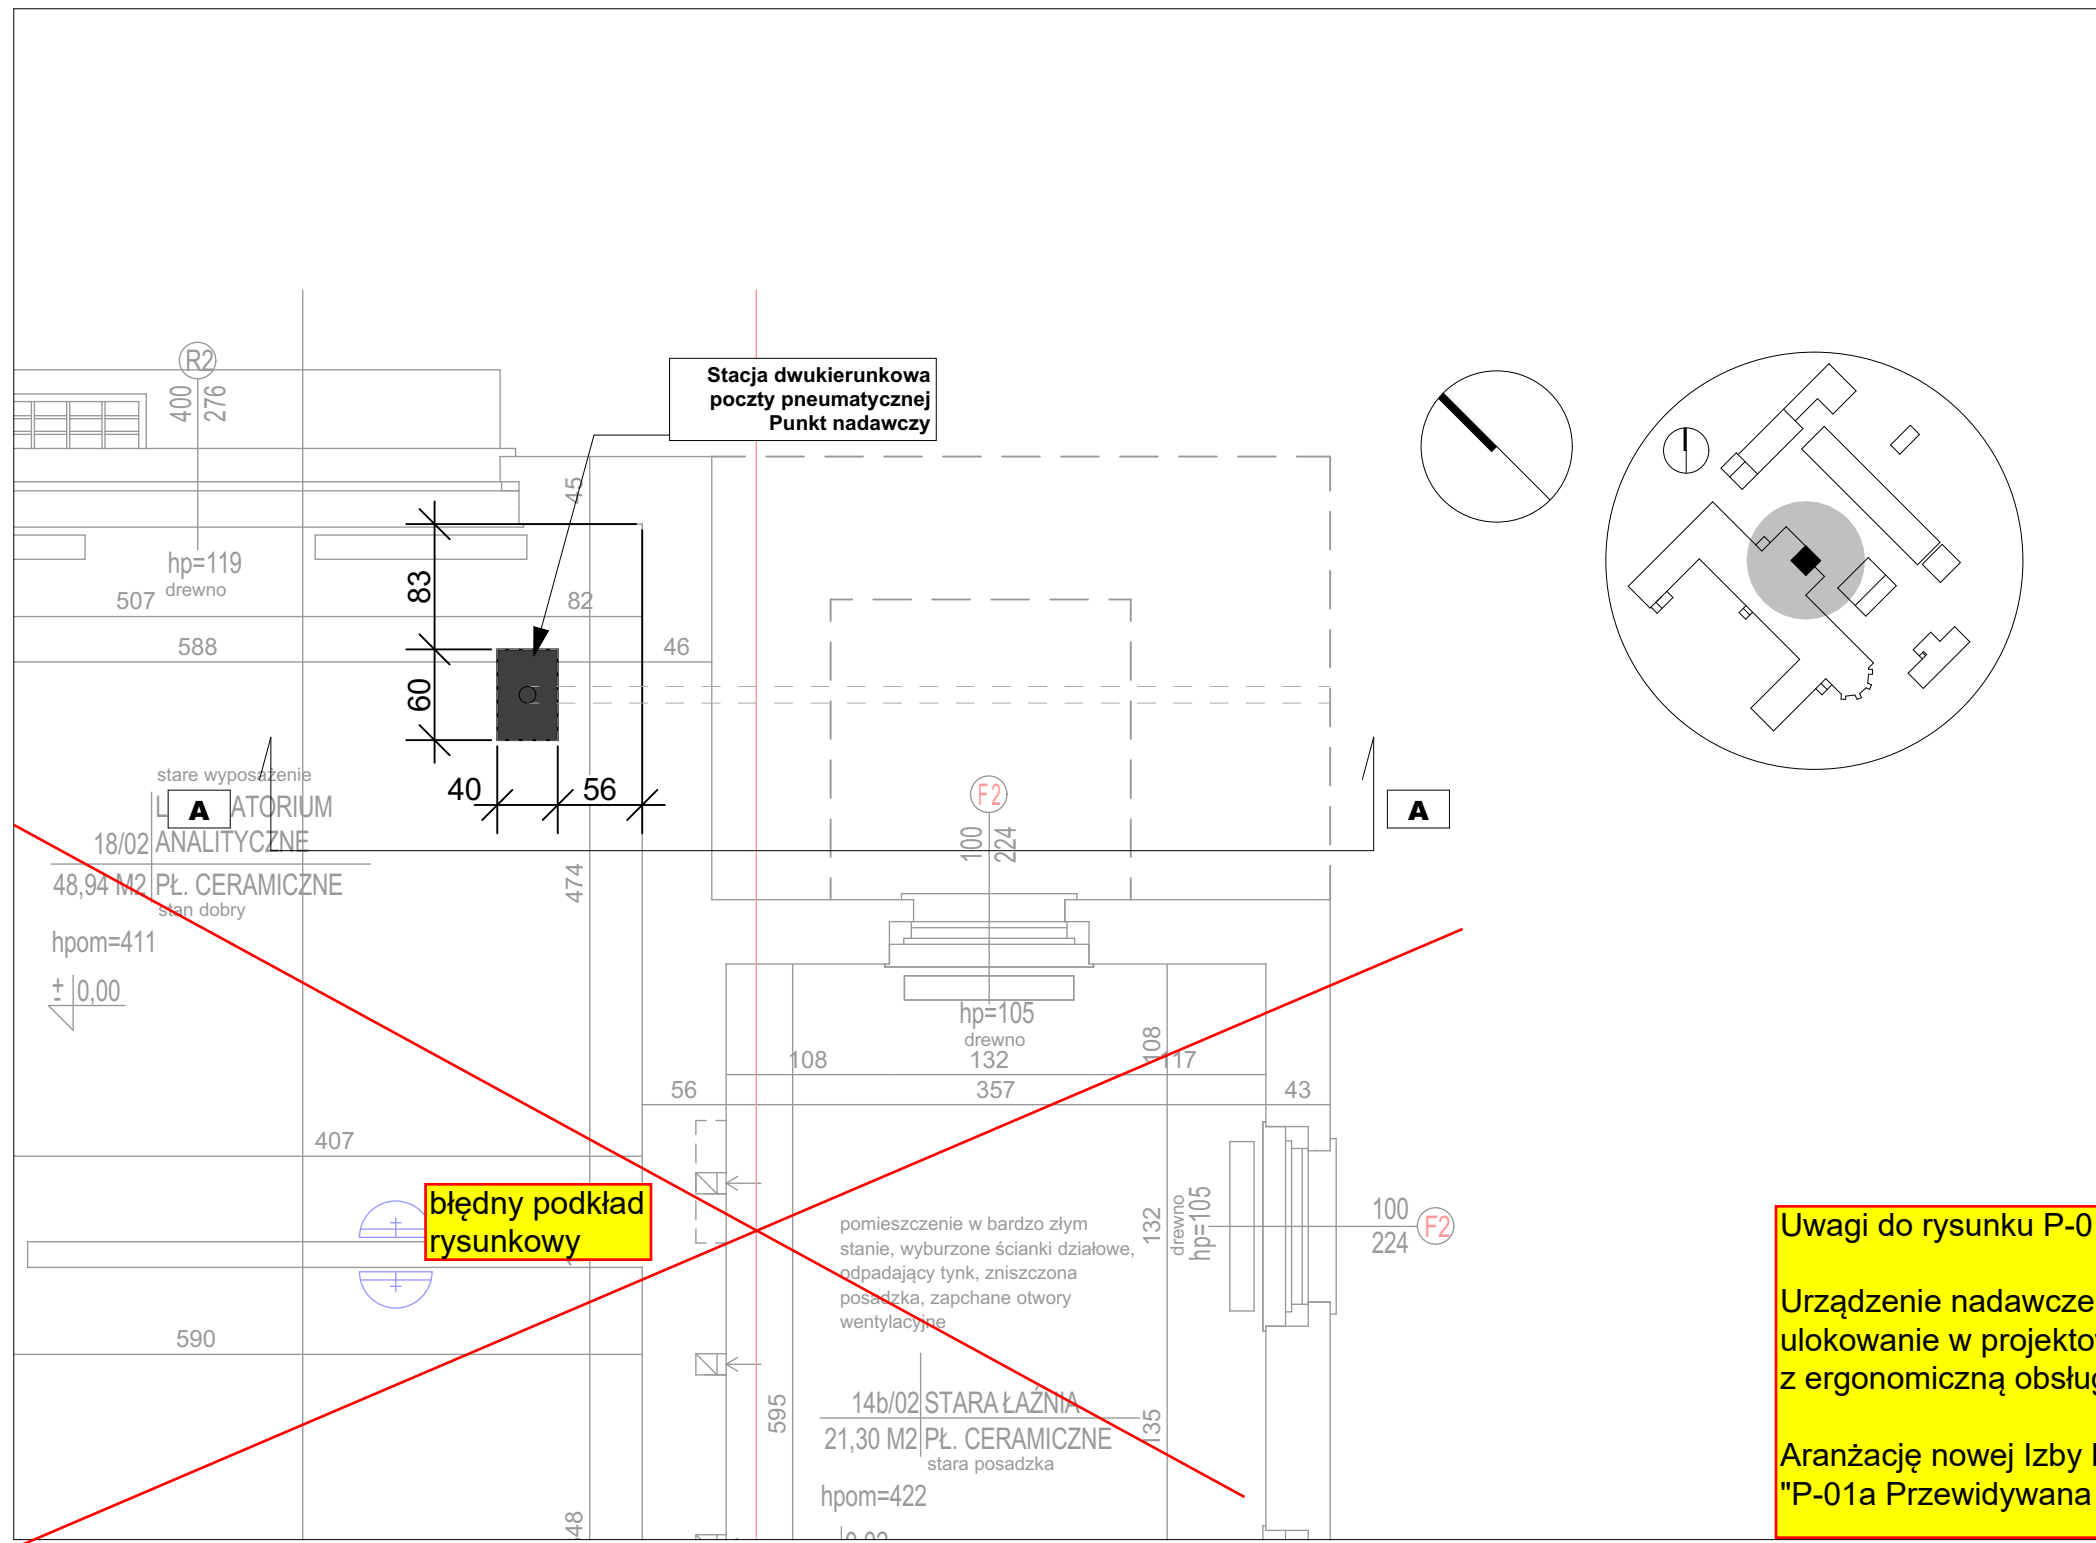 R2
400
276
Stacja dwukierunkowa
poczty pneumatycznej
Punkt nadawczy
45
hp=119
drewno
83
507
82
588
46
60
40
56
stare wyposażenie
ATORIUM
18/02 ANALITYCZNE
48,94 M2 PŁ. CERAMICZNE
stan dobry
hpom=411
± 0,00
A
A
474
F2
100
224
hp=105
drewno
108
132
108
117
56
357
43
407
błędny podkład
rysunkowy
590
pomieszczenie w bardzo złym
stanie, wyburzone ścianki działowe,
odpadający tynk, zniszczona
posadzka, zapchane otwory
wentylacyjne
132
drewno
hp=105
100
224
F2
595
14b/02 STARA ŁAŹNIA
21,30 M2 PŁ. CERAMICZNE
stara posadzka
135
hpom=422
48
Uwagi do rysunku P-0
Urządzenie nadawcze
ulokowanie w projekto
z ergonomiczną obsłu
Aranżację nowej Izby
"P-01a Przewidywana